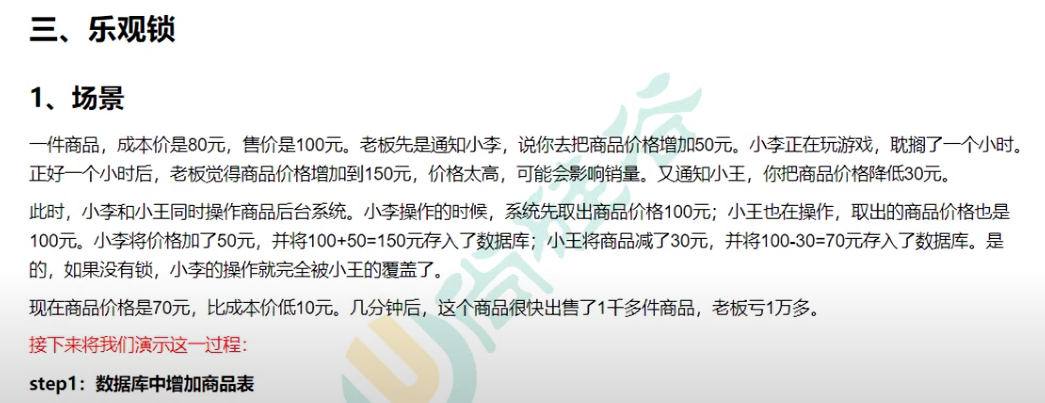 三、乐观锁
1、场景
一件商品，成本价是80元，售价是100元。老板先是通知小李，说你去把商品价格增加50元。小李正在玩游戏，耽搁了一个小时。
正好一个小时后，老板觉得商品价格增加到150元，价格太高，可能会影响销量。又通知小王，你把商品价格降低30元。
此时，小李和小王同时操作商品后台系统。小李操作的时候，系统先取出商品价格100元；小王也在操作，取出的商品价格也是
100元。小李将价格加了50元，并将100+50=150元存入了数据库；小王将商品减了30元，并将100-30=70元存入了数据库。是
的，如果没有锁，小李的操作就完全被小王的覆盖了。
现在商品价格是70元，比成本价低10元。几分钟后，这个商品很快出售了1千多件商品，老板亏1万多。
接下来将我们演示这一过程：
step1：数据库中增加商品表
尚硅谷